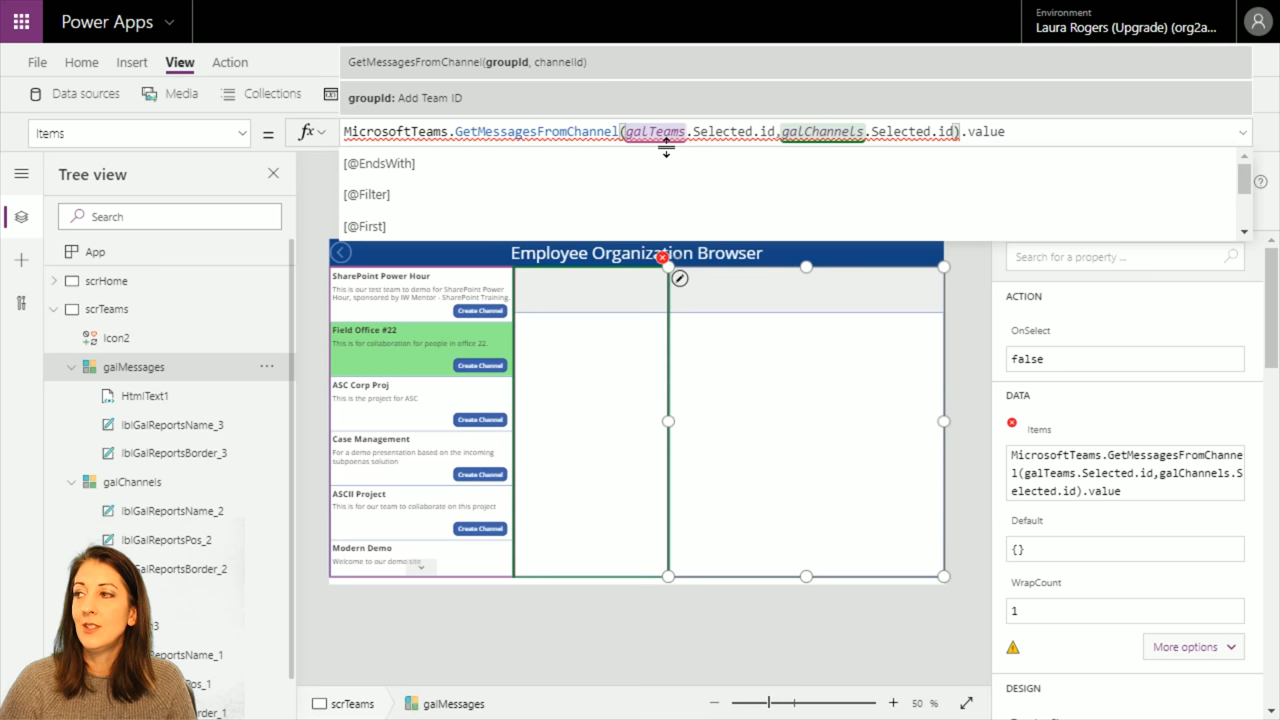 Power Apps
Environment
Laura Rogers (Upgrade) (org2a...
File
Home
Insert
View
Action
Data sources
Media
Collections
GetMessagesFromChannel(groupId, channelId)
groupId: Add Team ID
Items
=
fx
MicrosoftTeams.GetMessagesFromChannel(galTeams.Selected.id,galChannels.Selected.id).value
[@EndsWith]
[@Filter]
[@First]
Tree view
Search
App
scrHome
scrTeams
Icon2
galMessages
HtmlText1
lblGalReportsName_3
lblGalReportsBorder_3
galChannels
lblGalReportsName_2
lblGalReportsPos_2
lblGalReportsBorder_2
Employee Organization Browser
SharePoint Power Hour
This is our test team to demo for SharePoint Power
Hour, sponsored by IW Mentor - SharePoint Training.
Create Channel
Field Office #22
This is for collaboration for people in office 22.
Create Channel
ASC Corp Proj
This is the project for ASC
Create Channel
Case Management
For a demo presentation based on the incoming
subpoenas solution
Create Channel
ASCII Project
This is for our team to collaborate on this project
Create Channel
Modern Demo
Welcome to our demo site
Search for a property ...
ACTION
OnSelect
false
DATA
Items
MicrosoftTeams.GetMessagesFromChanne
l(galTeams.Selected.id,galChannels.S
elected.id).value
Default
{}
WrapCount
1
More options
DESIGN
scrTeams
galMessages
50 %